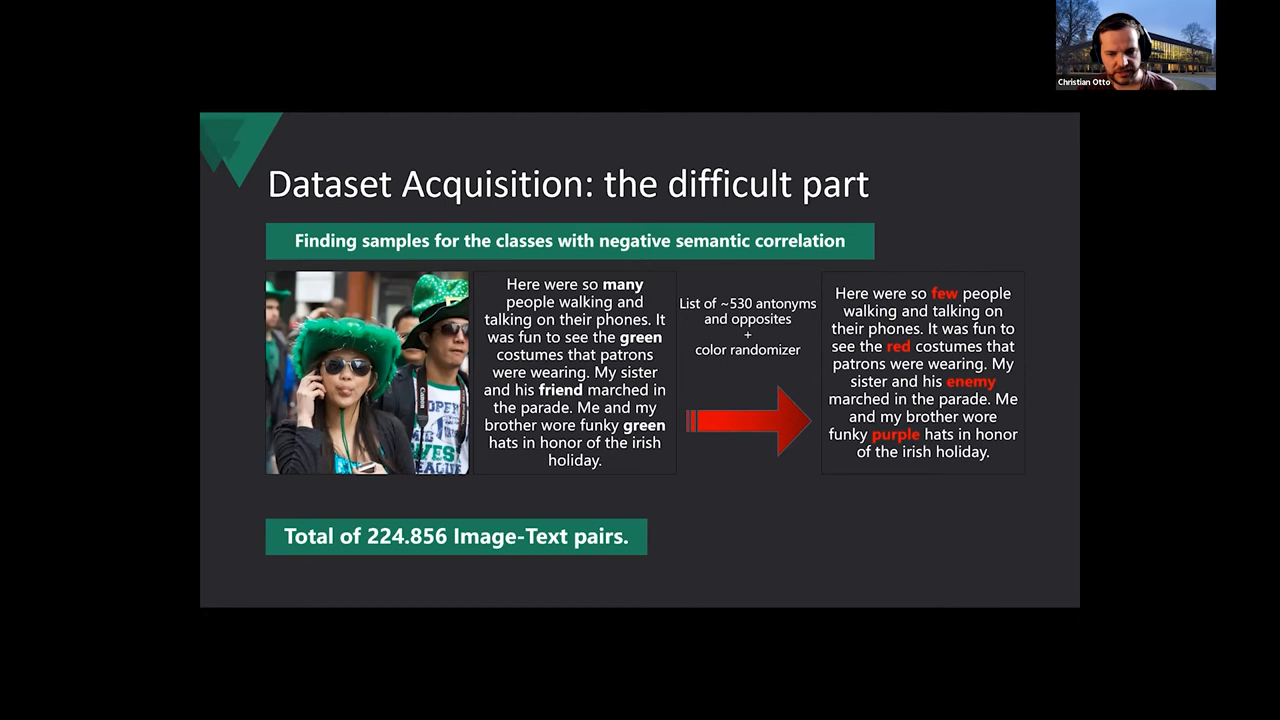 Christian Otto
Dataset Acquisition: the difficult part
Finding samples for the classes with negative semantic correlation
Here were so many
people walking and
talking on their phones. It
was fun to see the green
costumes that patrons
were wearing. My sister
and his friend marched in
the parade. Me and my
brother wore funky green
hats in honor of the irish
holiday.
List of ~530 antonyms
and opposites
+
color randomizer
Here were so few people
walking and talking on
their phones. It was fun to
see the red costumes that
patrons were wearing. My
sister and his enemy
marched in the parade. Me
and my brother wore
funky purple hats in honor
of the irish holiday.
Total of 224.856 Image-Text pairs.